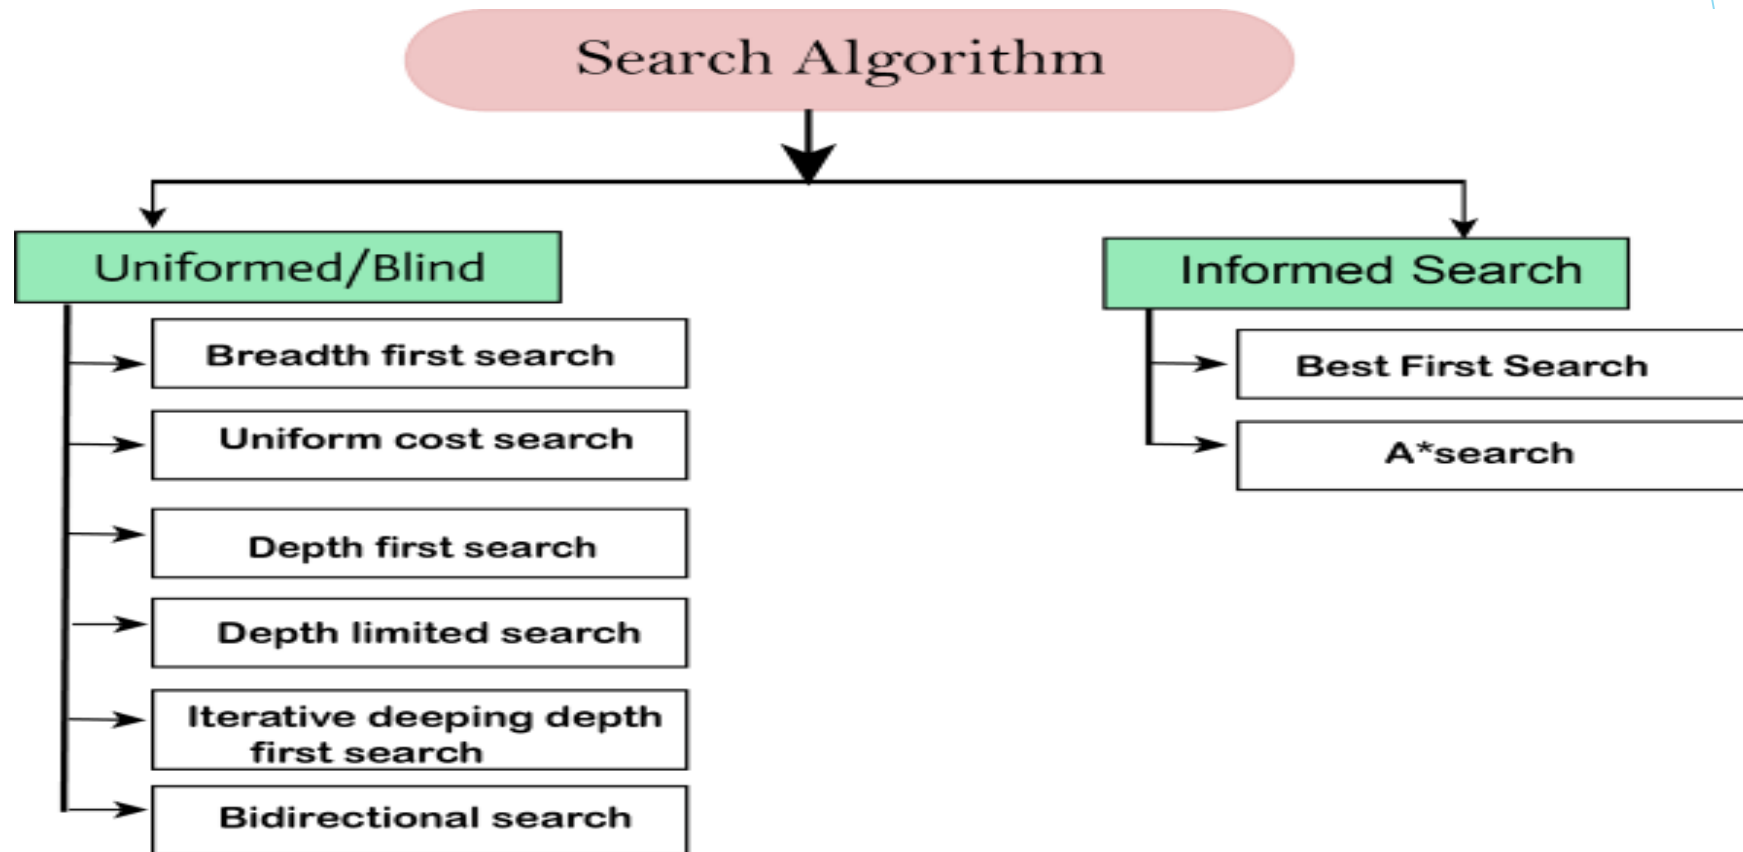 Search Algorithm
Uniformed/Blind
Breadth first search
Uniform cost search
Depth first search
Depth limited search
Iterative deeping depth
first search
Bidirectional search
Informed Search
Best First Search
A*search